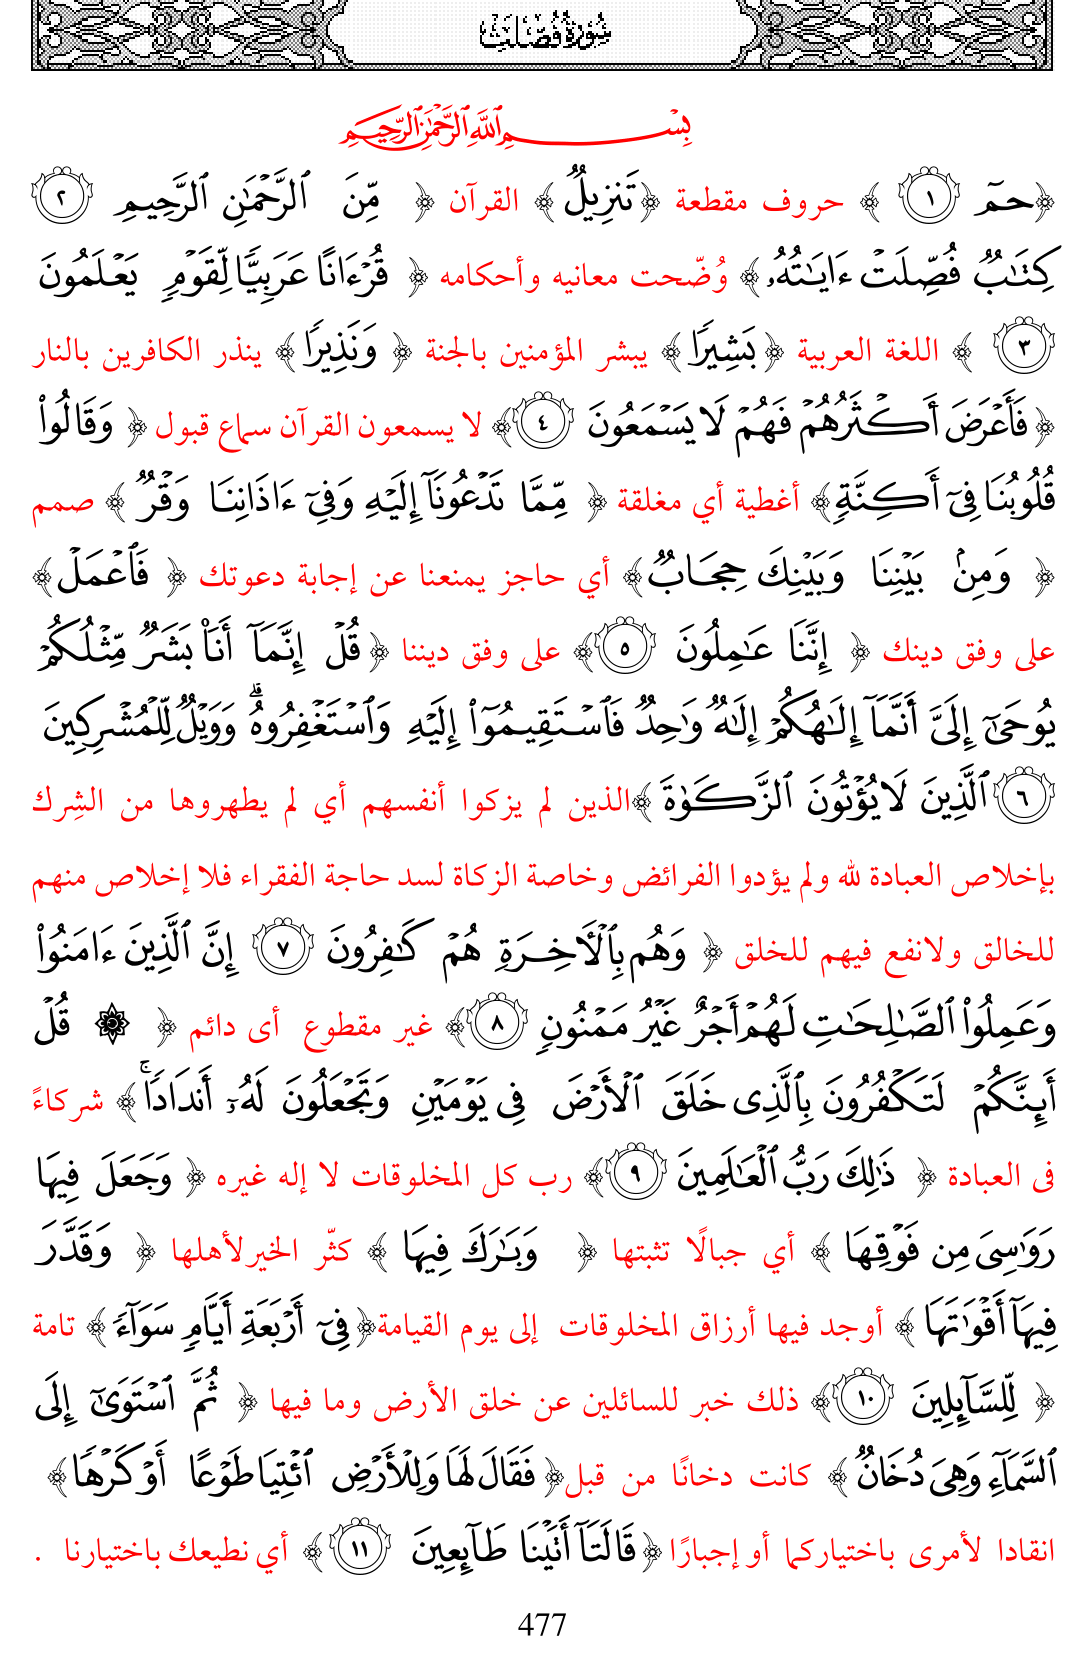 سُورَةُ فُصِّلَتْ
بِسْمِ ٱللَّهِ ٱلرَّحْمَٰنِ ٱلرَّحِيمِ
﴿حمٓ ١ ﴾ حروف مقطعة ﴿تَنزِيلٌ﴾ القرآن ﴿ مِّنَ ٱلرَّحْمَٰنِ ٱلرَّحِيمِ ٢
كِتَٰبٌ فُصِّلَتْ ءَايَٰتُهُۥ﴾ وُضّحت معانيه وأحكامه ﴿ قُرْءَانًا عَرَبِيًّا لِّقَوْمٍ يَعْلَمُونَ
٣ ﴾ اللغة العربية ﴿بَشِيرًا﴾ يبشر المؤمنين بالجنة ﴿ وَنَذِيرًا﴾ ينذر الكافرين بالنار
﴿فَأَعْرَضَ أَكْثَرُهُمْ فَهُمْ لَا يَسْمَعُونَ ٤﴾ لا يسمعون القرآن سماع قبول ﴿ وَقَالُوا۟
قُلُوبُنَا فِىٓ أَكِنَّةٍ﴾ أغطية أي مغلقة ﴿ مِّمَّا تَدْعُونَآ إِلَيْهِ وَفِىٓ ءَاذَانِنَا وَقْرٌ ﴾ صمم
﴿ وَمِنۢ بَيْنِنَا وَبَيْنِكَ حِجَابٌ﴾ أي حاجز يمنعنا عن إجابة دعوتك ﴿ فَٱعْمَلْ ﴾
على وفق دينك ﴿ إِنَّنَا عَٰمِلُونَ ٥﴾ على وفق ديننا ﴿قُلْ إِنَّمَآ أَنَا۠ بَشَرٌ مِّثْلُكُمْ
يُوحَىٰٓ إِلَىَّ أَنَّمَآ إِلَٰهُكُمْ إِلَٰهٌ وَٰحِدٌ فَٱسْتَقِيمُوٓا۟ إِلَيْهِ وَٱسْتَغْفِرُوهُ ۗ وَوَيْلٌ لِّلْمُشْرِكِينَ
٦ ٱلَّذِينَ لَا يُؤْتُونَ ٱلزَّكَوٰةَ ﴾الذين لم يزكوا أنفسهم أي لم يطهروها من الشِرك
بإخلاص العبادة لله ولم يؤدوا الفرائض وخاصة الزكاة لسد حاجة الفقراء فلا إخلاص منهم
للخالق ولانفع فيهم للخلق ﴿ وَهُم بِٱلْأَخِرَةِ هُمْ كَٰفِرُونَ ٧ إِنَّ ٱلَّذِينَ ءَامَنُوا۟
وَعَمِلُوا۟ ٱلصَّٰلِحَٰتِ لَهُمْ أَجْرٌ غَيْرُ مَمْنُونٍ ٨﴾ غير مقطوع أى دائم ﴿ ۞ قُلْ
أَئِنَّكُمْ لَتَكْفُرُونَ بِٱلَّذِى خَلَقَ ٱلْأَرْضَ فِى يَوْمَيْنِ وَتَجْعَلُونَ لَهُۥٓ أَندَادًا ۚ﴾ شركاءً
فى العبادة ﴿ ذَٰلِكَ رَبُّ ٱلْعَٰلَمِينَ ٩﴾ رب كل المخلوقات لا إله غيره ﴿ وَجَعَلَ فِيهَا
رَوَٰسِىَ مِن فَوْقِهَا ﴾ أي جبالًا تثبتها ﴿ وَبَٰرَكَ فِيهَا ﴾ كثّر الخيرلأهلها ﴿ وَقَدَّرَ
فِيهَآ أَقْوَٰتَهَا ﴾ أوجد فيها أرزاق المخلوقات إلى يوم القيامة﴿فِىٓ أَرْبَعَةِ أَيَّامٍ سَوَآءً﴾ تامة
﴿ لِّلسَّآئِلِينَ ١٠﴾ ذلك خبر للسائلين عن خلق الأرض وما فيها ﴿ ثُمَّ ٱسْتَوَىٰٓ إِلَى
ٱلسَّمَآءِ وَهِىَ دُخَانٌ ﴾ كانت دخانًا من قبل﴿ فَقَالَ لَهَا وَلِلْأَرْضِ ٱئْتِيَا طَوْعًا أَوْ كَرْهًا ﴾
انقادا لأمرى باختياركما أو إجبارًا ﴿قَالَتَآ أَتَيْنَا طَآئِعِينَ ١١ ﴾ أي نطيعك باختيارنا .
477